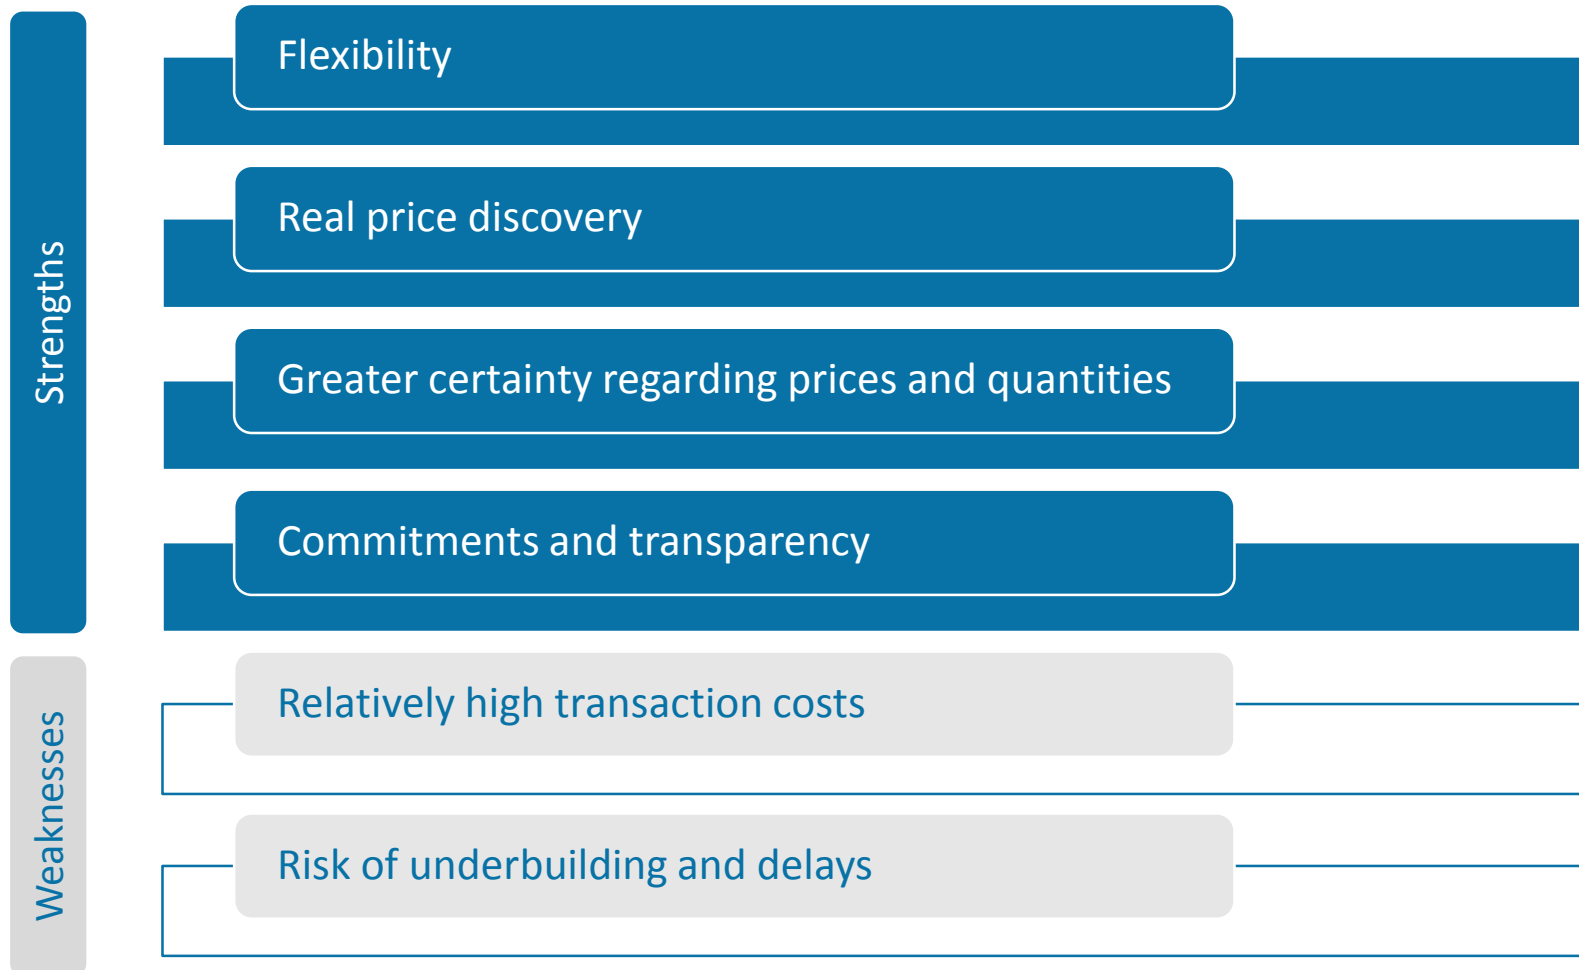 Strengths
Flexibility
Real price discovery
Greater certainty regarding prices and quantities
Commitments and transparency
Weaknesses
Relatively high transaction costs
Risk of underbuilding and delays